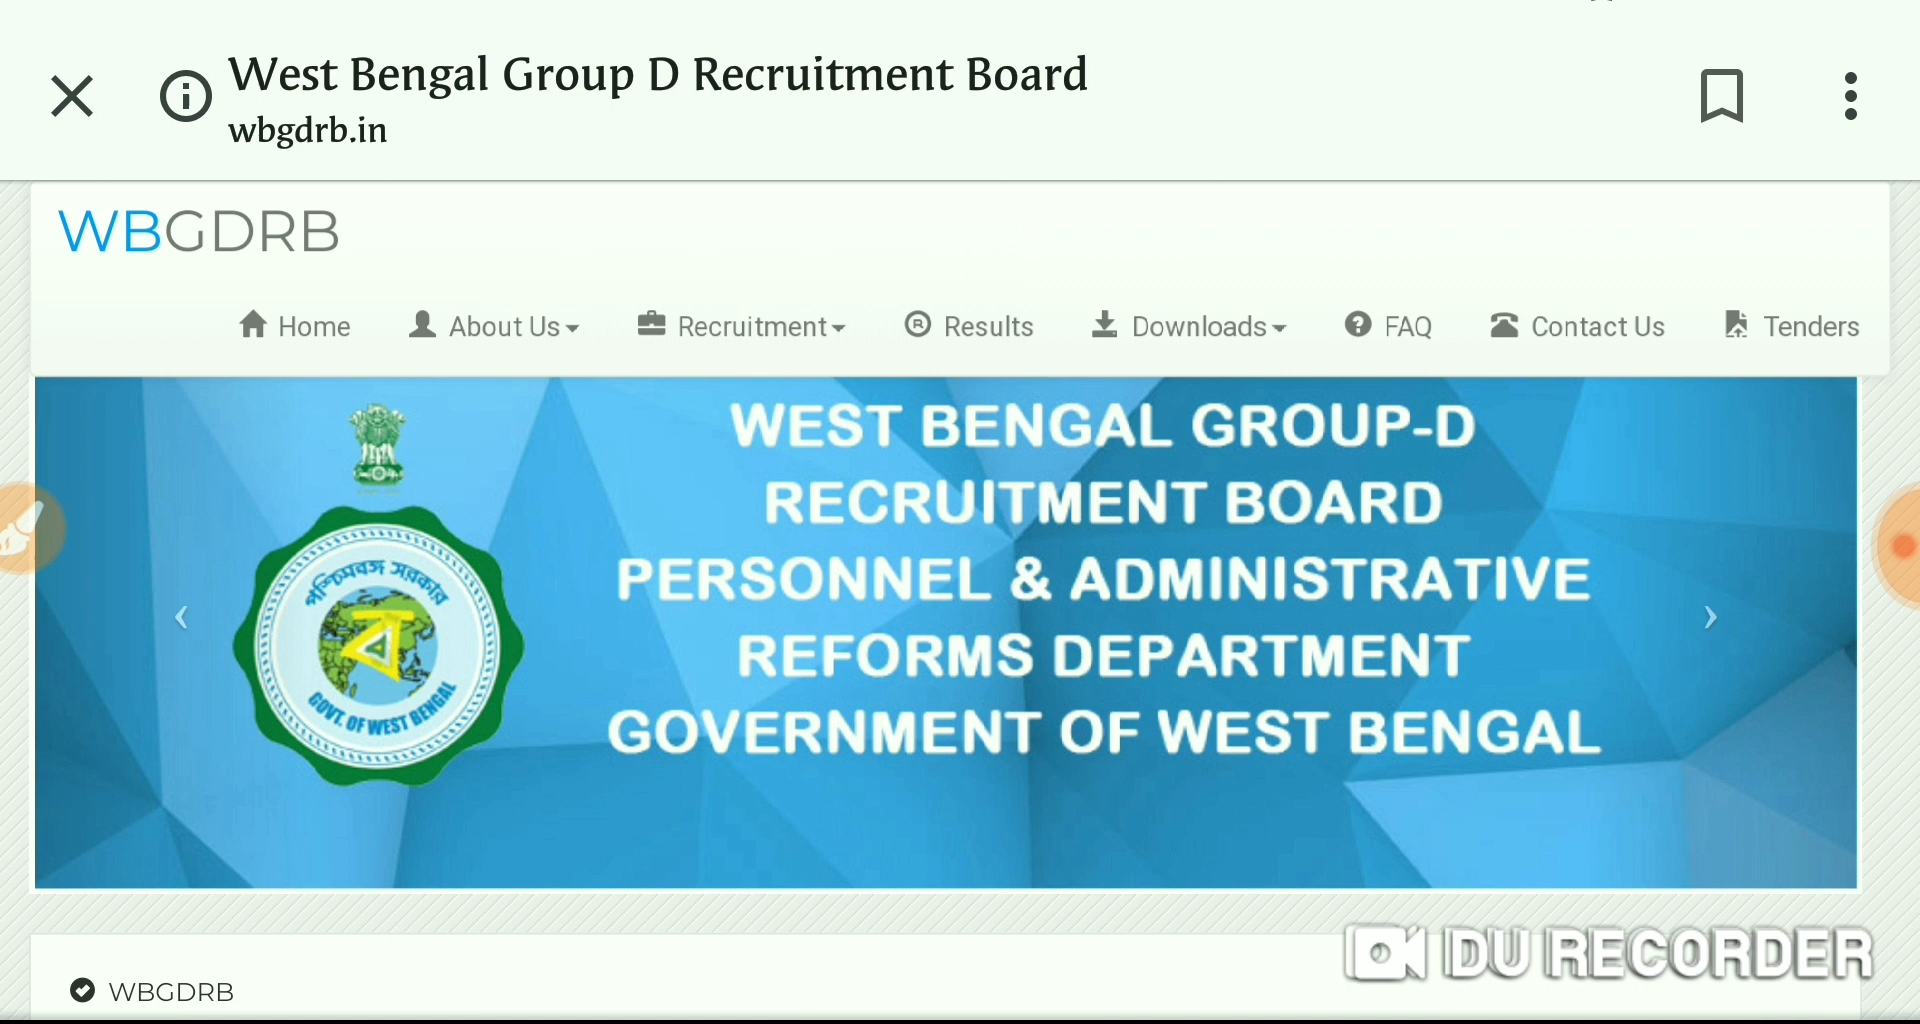 West Bengal Group D Recruitment Board
wbgdrb.in
WBGDRB
Home About Us Recruitment Results Downloads FAQ Contact Us Tenders
WEST BENGAL GROUP-D
RECRUITMENT BOARD
PERSONNEL & ADMINISTRATIVE
REFORMS DEPARTMENT
GOVERNMENT OF WEST BENGAL
পশ্চিমবঙ্গ সরকার
GOVT. OF WEST BENGAL
DU RECORDER
WBGDRB